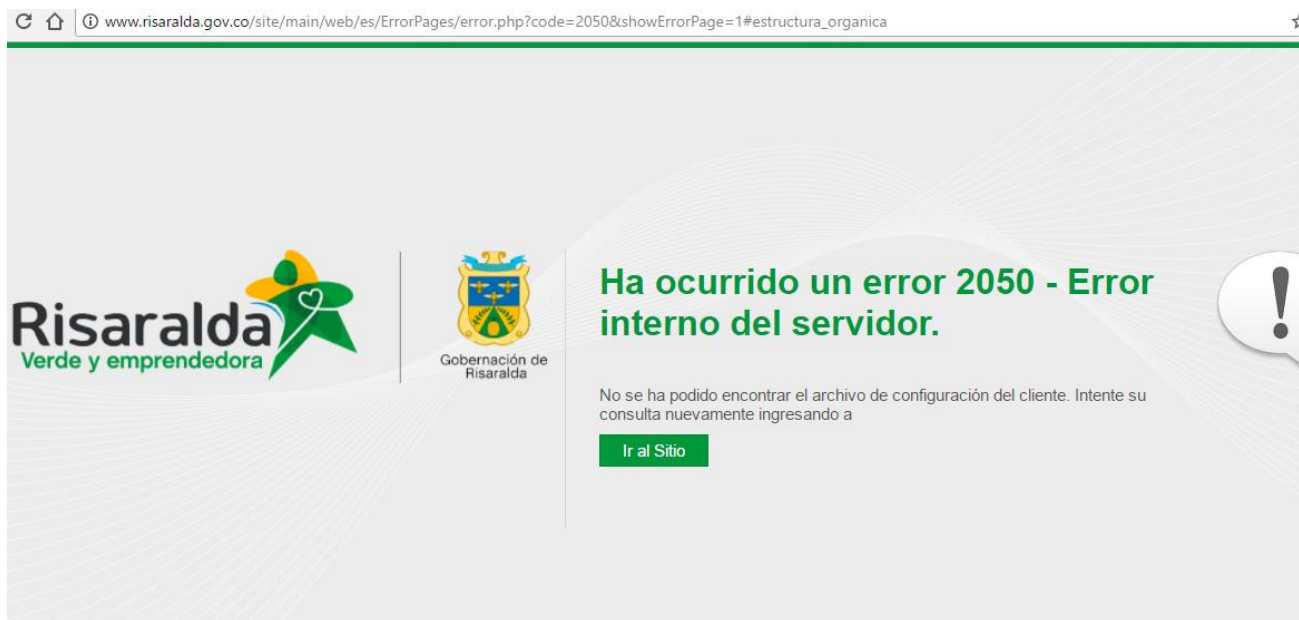 www.risaralda.gov.co/site/main/web/es/ErrorPages/error.php?code=2050&showErrorPage=1#estructura_organica
Risaralda
Verde y emprendedora
Gobernación de
Risaralda
Ha ocurrido un error 2050 - Error
interno del servidor.
No se ha podido encontrar el archivo de configuración del cliente. Intente su
consulta nuevamente ingresando a
Ir al Sitio